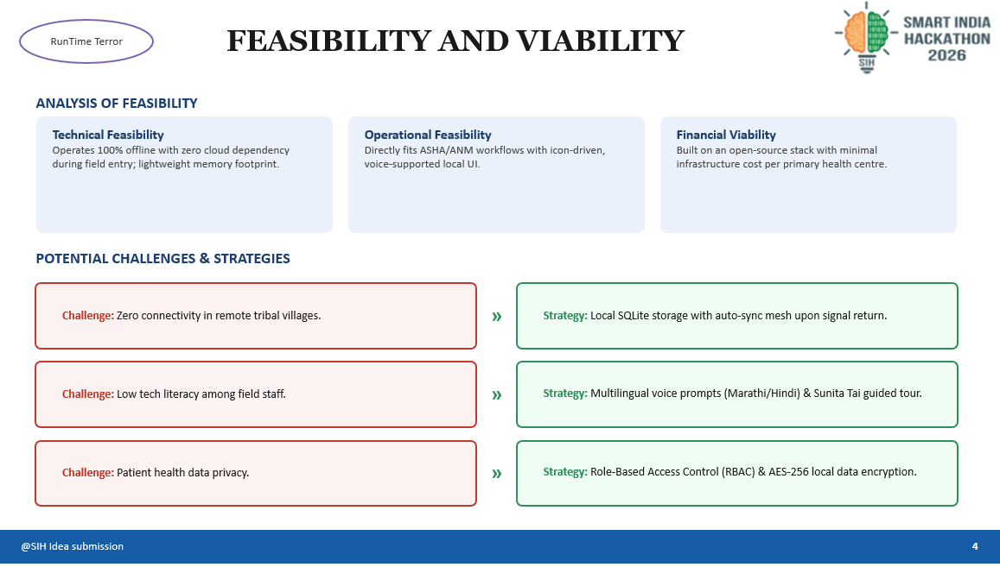 RunTime Terror
FEASIBILITY AND VIABILITY
SIH
SMART INDIA
HACKATHON
2026
ANALYSIS OF FEASIBILITY
Technical Feasibility
Operates 100% offline with zero cloud dependency
during field entry; lightweight memory footprint.
Operational Feasibility
Directly fits ASHA/ANM workflows with icon-driven,
voice-supported local UI.
Financial Viability
Built on an open-source stack with minimal
infrastructure cost per primary health centre.
POTENTIAL CHALLENGES & STRATEGIES
Challenge: Zero connectivity in remote tribal villages.
»
Strategy: Local SQLite storage with auto-sync mesh upon signal return.
Challenge: Low tech literacy among field staff.
»
Strategy: Multilingual voice prompts (Marathi/Hindi) & Sunita Tai guided tour.
Challenge: Patient health data privacy.
»
Strategy: Role-Based Access Control (RBAC) & AES-256 local data encryption.
@SIH Idea submission
4